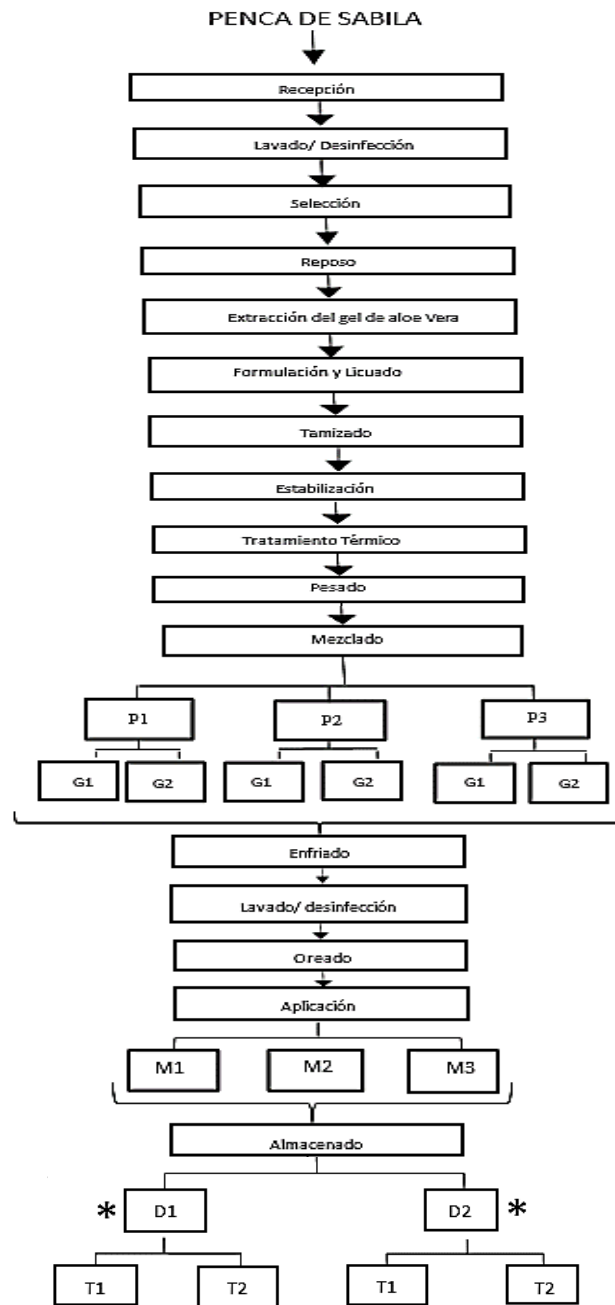 PENCA DE SABILA
Recepción
Lavado/ Desinfección
Selección
Reposo
Extracción del gel de aloe Vera
Formulación y Licuado
Tamizado
Estabilización
Tratamiento Térmico
Pesado
Mezclado
P1 P2 P3
G1 G2 G1 G2 G1 G2
Enfriado
Lavado/ desinfección
Oreado
Aplicación
M1 M2 M3
Almacenado
* D1 D2 *
T1 T2 T1 T2